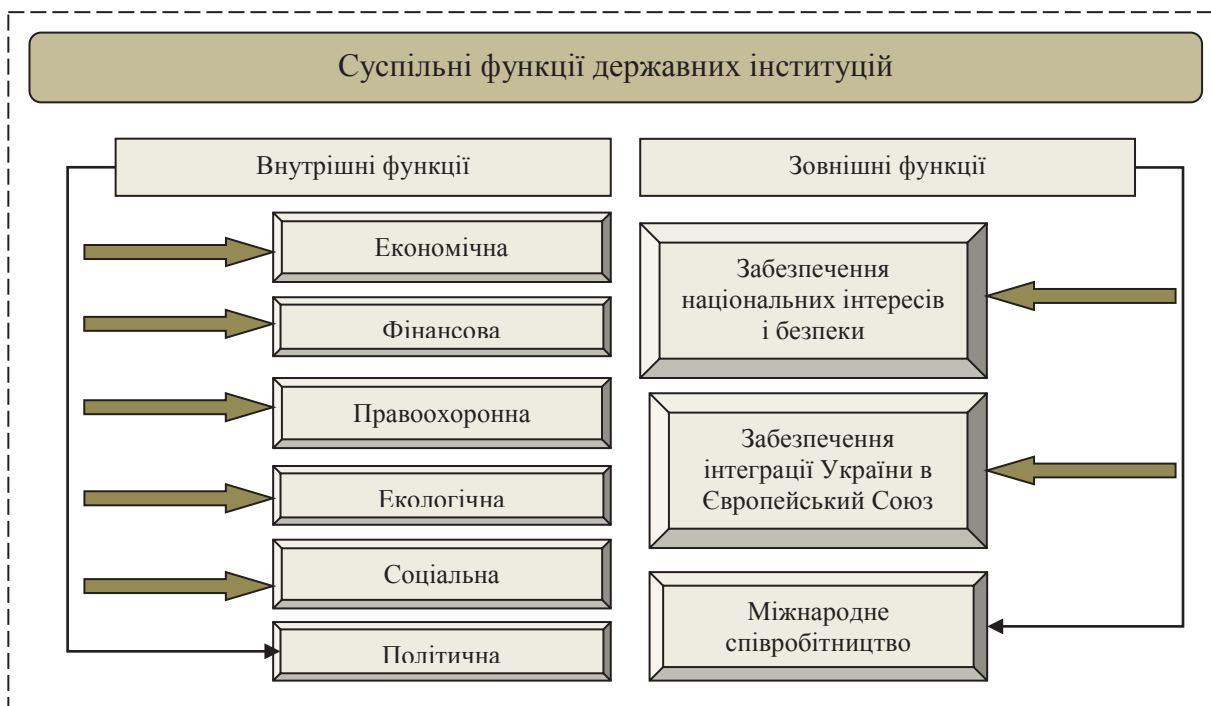 Суспільні функції державних інституцій
Внутрішні функції
Економічна
Фінансова
Правоохоронна
Екологічна
Соціальна
Політична
Зовнішні функції
Забезпечення
національних інтересів
і безпеки
Забезпечення
інтеграції України в
Європейський Союз
Міжнародне
співробітництво